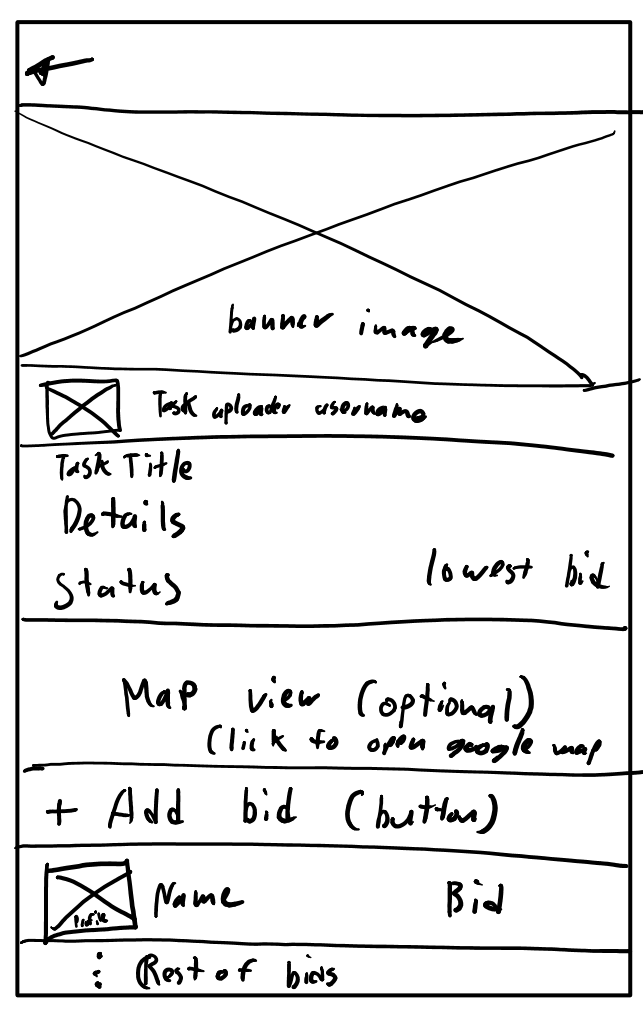 banner image
Task uploader username
Task Title
Details
Status
lowest bid
Map view (optional)
Click to open google map
+ Add bid (button)
Profile
Name
Bid
⋮ Rest of bids